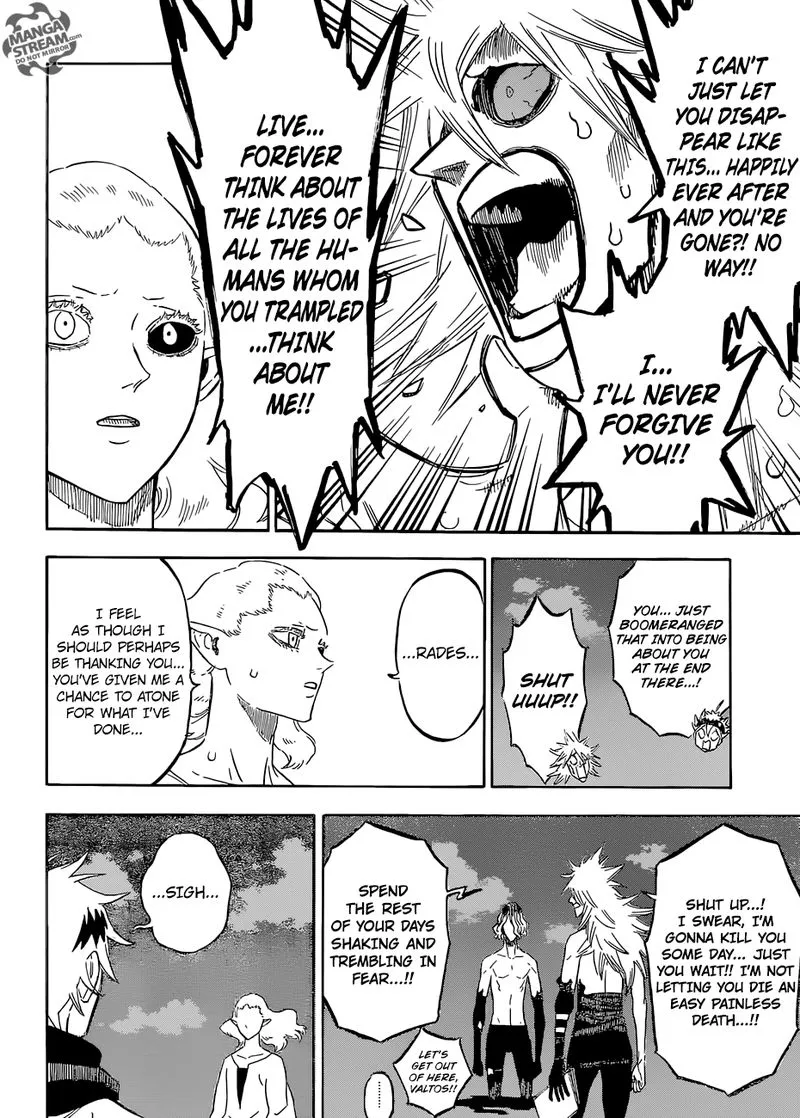 MANGA
STREAM.com
DO NOT MIRROR
I CAN'T
JUST LET
YOU DISAP-
PEAR LIKE
THIS... HAPPILY
EVER AFTER
AND YOU'RE
GONE?! NO
WAY!!
I...
I'LL NEVER
FORGIVE
YOU!!
LIVE...
FOREVER
THINK ABOUT
THE LIVES OF
ALL THE HU-
MANS WHOM
YOU TRAMPLED
...THINK
ABOUT
ME!!
YOU... JUST
BOOMERANGED
THAT INTO BEING
ABOUT YOU
AT THE END
THERE...!
SHUT
UUUP!!
...RADES...
I FEEL
AS THOUGH I
SHOULD PERHAPS
BE THANKING YOU...
YOU'VE GIVEN ME A
CHANCE TO ATONE
FOR WHAT I'VE
DONE...
SHUT UP...!
I SWEAR, I'M
GONNA KILL YOU
SOME DAY... JUST
YOU WAIT!! I'M NOT
LETTING YOU DIE AN
EASY PAINLESS
DEATH...!!
SPEND
THE REST
OF YOUR DAYS
SHAKING AND
TREMBLING IN
FEAR...!!
LET'S
GET OUT
OF HERE,
VALTOS!!
......
...SIGH...